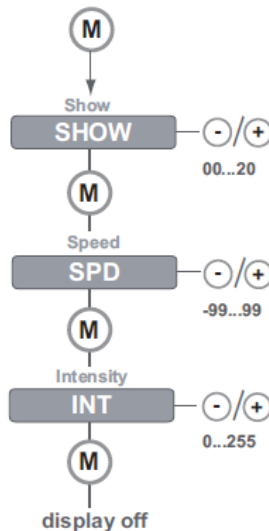 M
Show
SHOW - / +
00...20
M
Speed
SPD - / +
-99...99
M
Intensity
INT - / +
0...255
M
display off